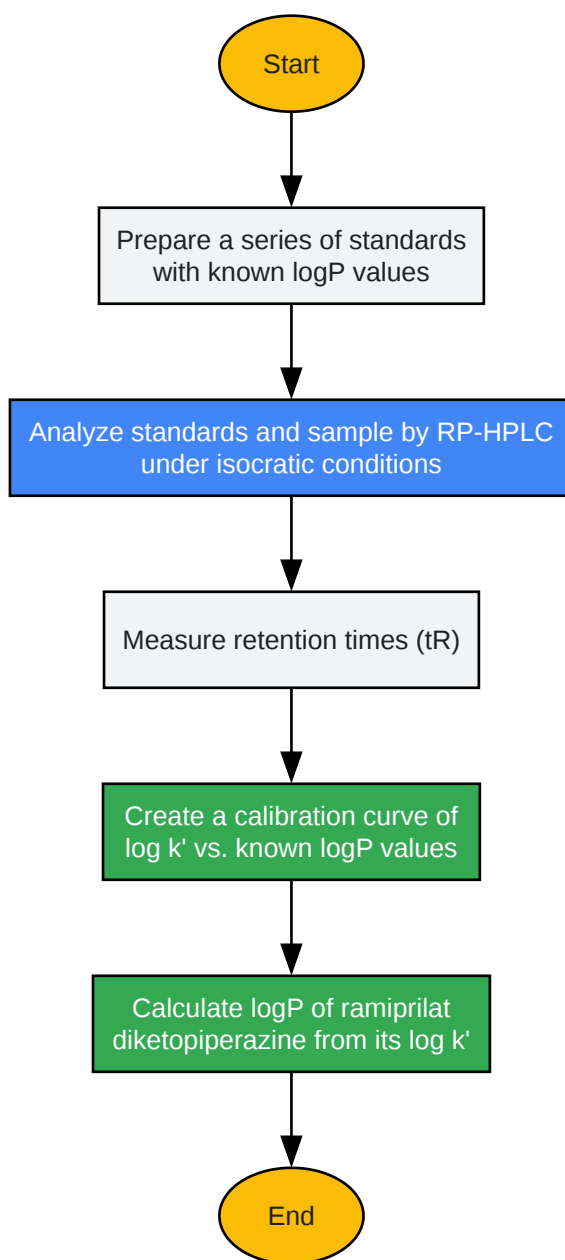 Start
Prepare a series of standards
with known logP values
Analyze standards and sample by RP-HPLC
under isocratic conditions
Measure retention times (tR)
Create a calibration curve of
log k' vs. known logP values
Calculate logP of ramiprilat
diketopiperazine from its log k'
End